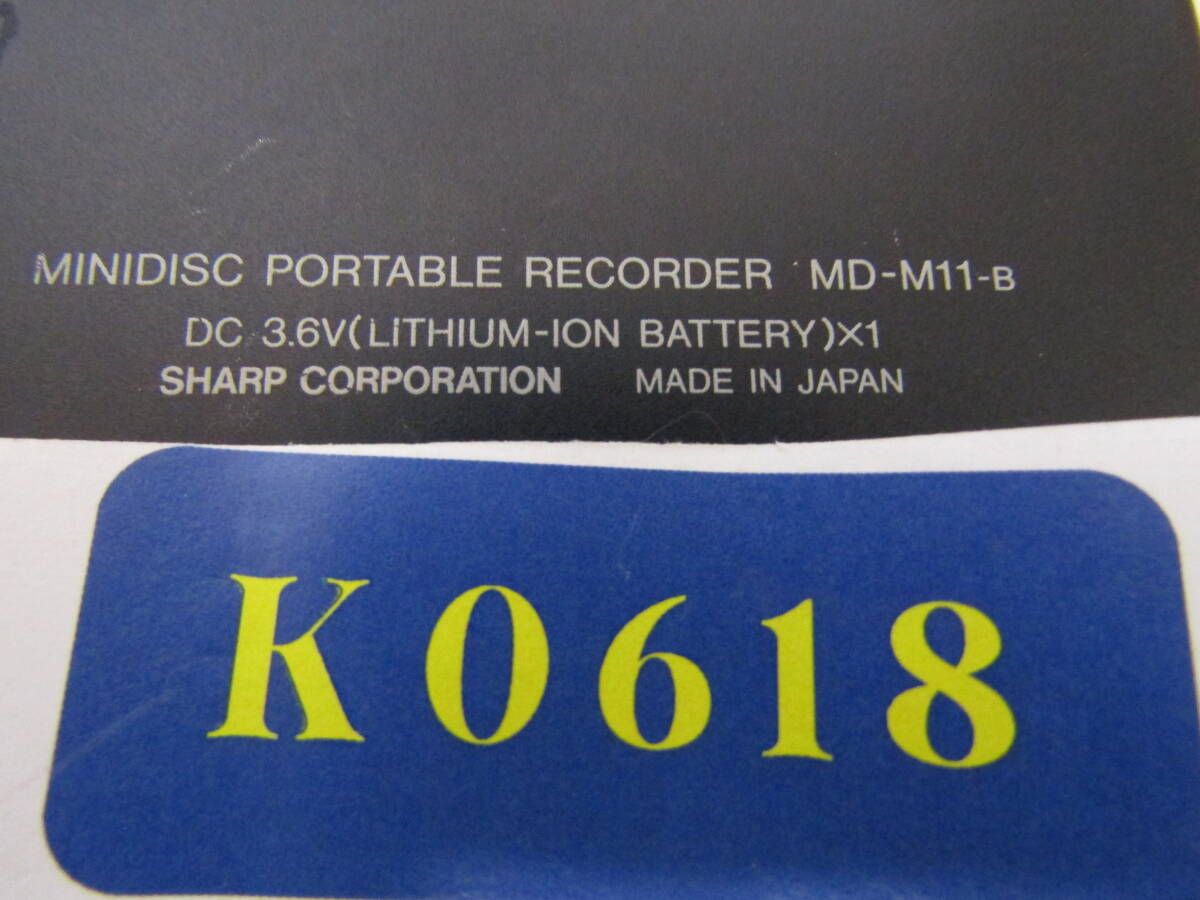 MINIDISC PORTABLE RECORDER MD-M11-B
DC 3.6V(LITHIUM-ION BATTERY)×1
SHARP CORPORATION MADE IN JAPAN
K0618